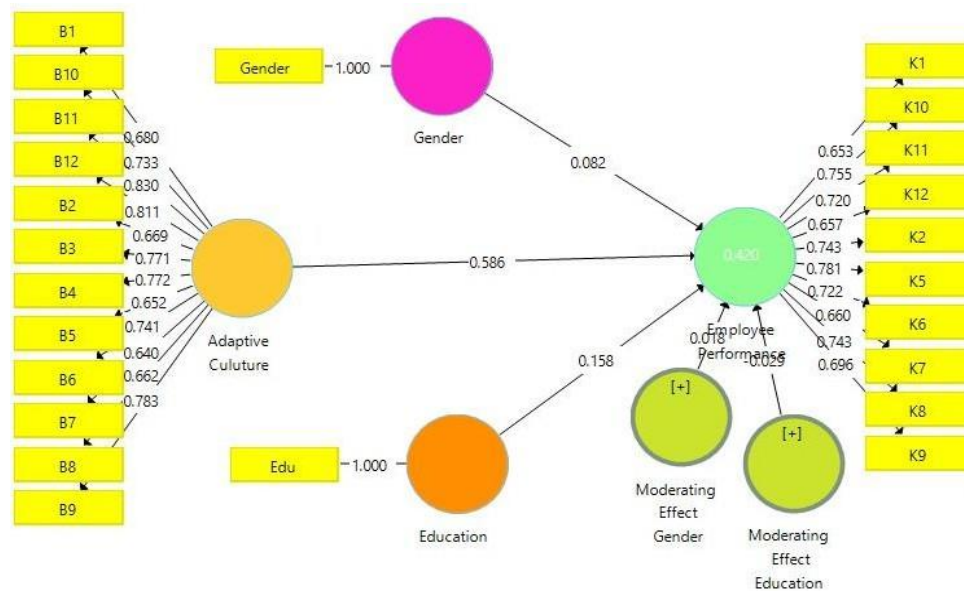 B1
B10
B11
B12
B2
B3
B4
B5
B6
B7
B8
B9
0.680
0.733
0.830
0.811
0.669
0.771
0.772
0.652
0.741
0.640
0.662
0.783
Adaptive
Culuture
Gender
1.000
Gender
0.082
0.586
0.158
Edu
1.000
Education
0.420
Employee
Performance
0.018
-0.029
[+]
Moderating
Effect
Gender
[+]
Moderating
Effect
Education
0.653
0.755
0.720
0.657
0.743
0.781
0.722
0.660
0.743
0.696
K1
K10
K11
K12
K2
K5
K6
K7
K8
K9